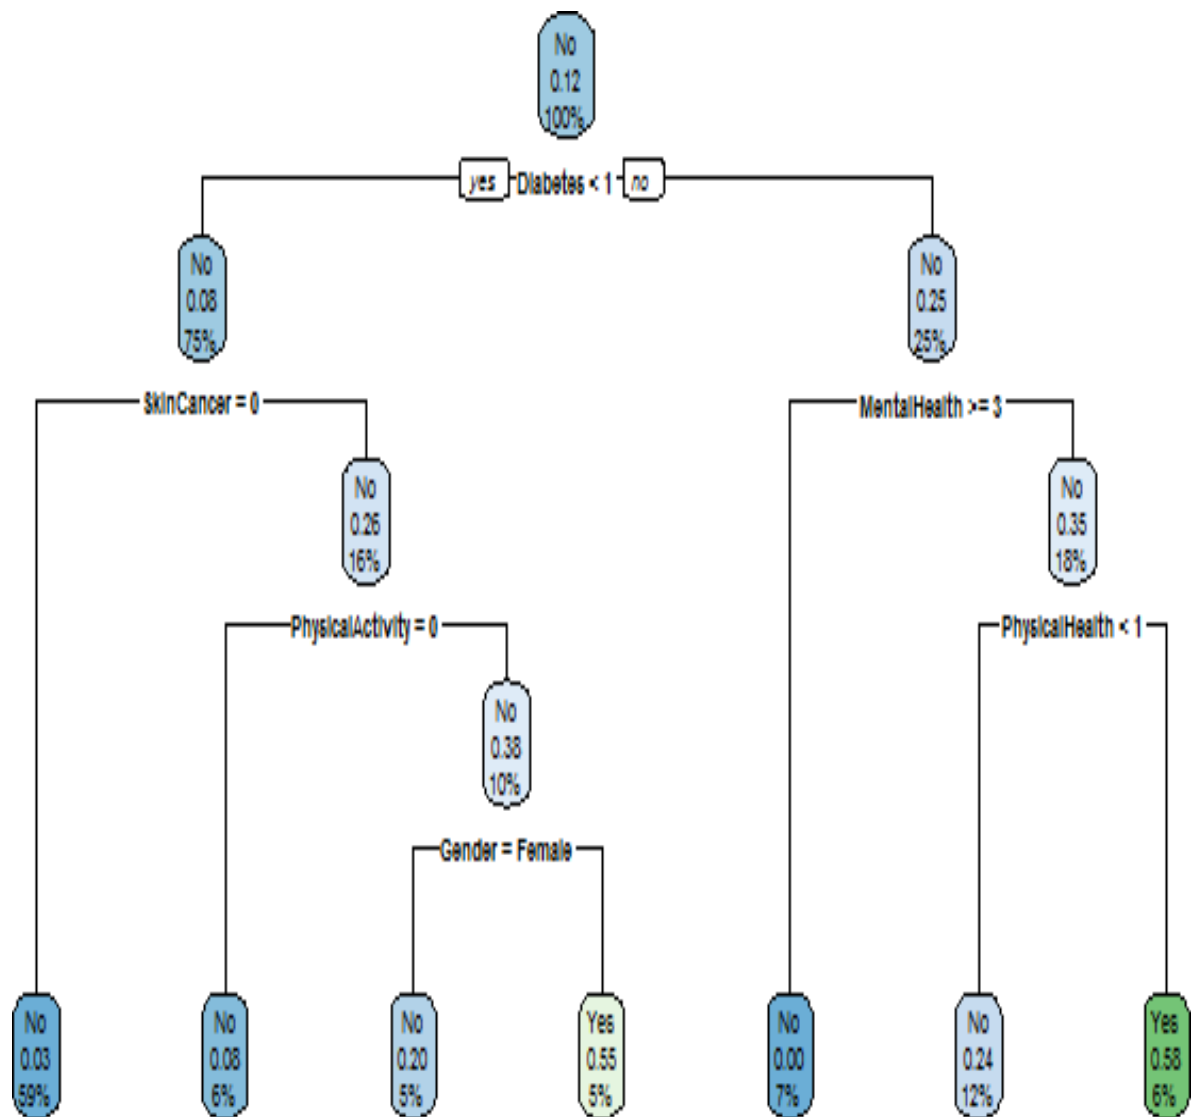 No
0.12
100%
yes Diabetes < 1 no
No
0.08
75%
No
0.25
25%
SkinCancer = 0
MentalHealth >= 3
No
0.26
16%
No
0.35
18%
PhysicalActivity = 0
PhysicalHealth < 1
No
0.38
10%
Gender = Female
No
0.03
59%
No
0.08
6%
No
0.20
5%
Yes
0.55
5%
No
0.00
7%
No
0.24
12%
Yes
0.58
6%